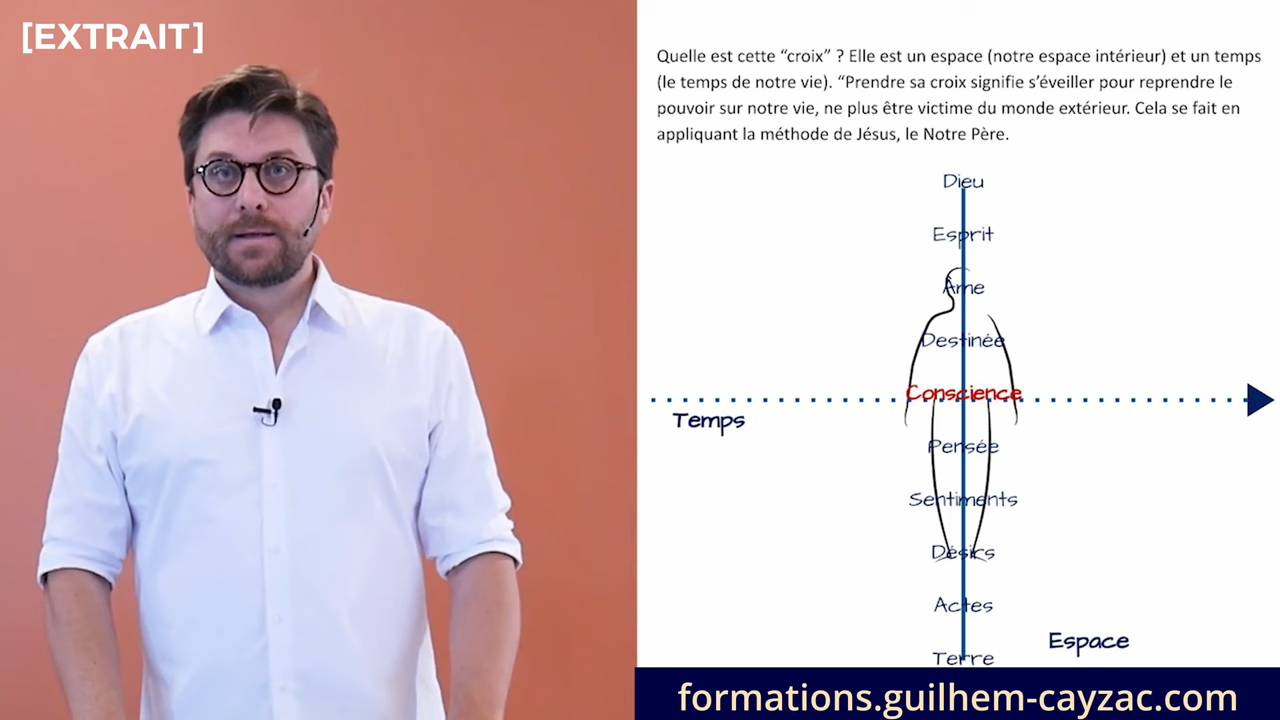 [EXTRAIT]
Quelle est cette “croix” ? Elle est un espace (notre espace intérieur) et un temps
(le temps de notre vie). “Prendre sa croix signifie s’éveiller pour reprendre le
pouvoir sur notre vie, ne plus être victime du monde extérieur. Cela se fait en
appliquant la méthode de Jésus, le Notre Père.
Dieu
Esprit
Âme
Destinée
Conscience
Temps
Pensée
Sentiments
Désirs
Actes
Espace
Terre
formations.guilhem-cayzac.com